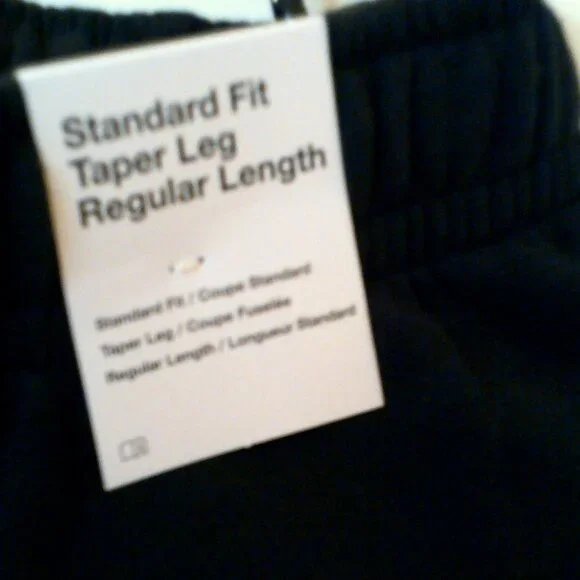 Standard Fit
Taper Leg
Regular Length
Standard Fit / Coupe Standard
Taper Leg / Coupe Fuselée
Regular Length / Longueur Standard